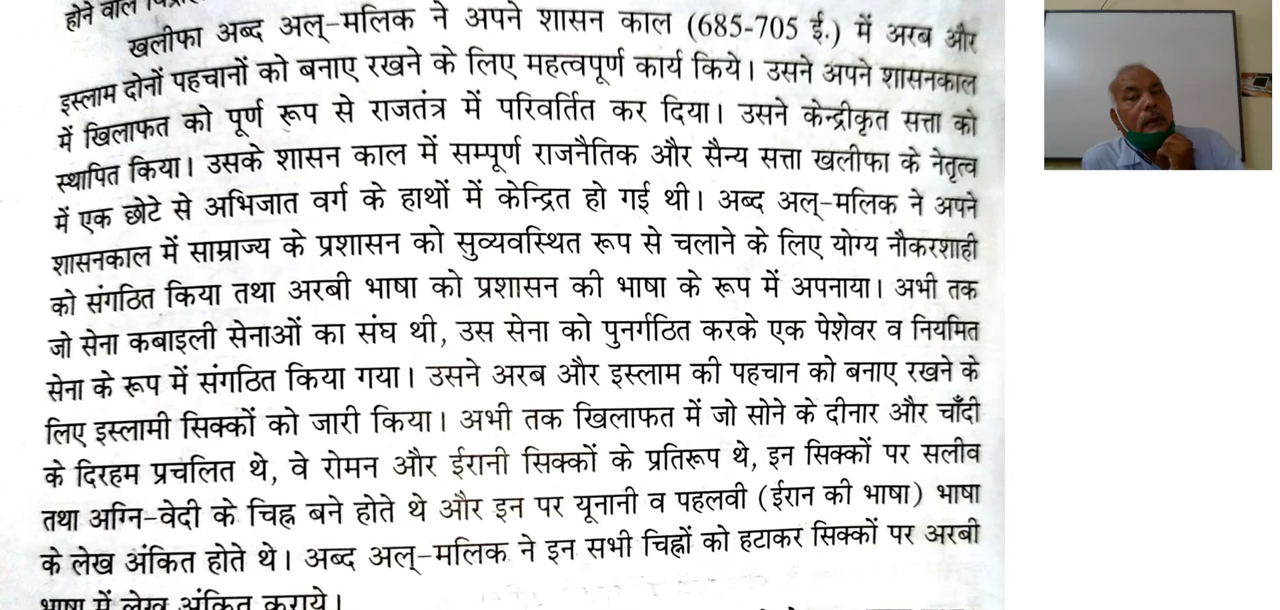 होने वाले
खलीफा अब्द अल्-मलिक ने अपने शासन काल (685-705 ई.) में अरब और
इस्लाम दोनों पहचानों को बनाए रखने के लिए महत्वपूर्ण कार्य किये। उसने अपने शासनकाल
में खिलाफत को पूर्ण रूप से राजतंत्र में परिवर्तित कर दिया। उसने केन्द्रीकृत सत्ता को
स्थापित किया। उसके शासन काल में सम्पूर्ण राजनैतिक और सैन्य सत्ता खलीफा के नेतृत्व
में एक छोटे से अभिजात वर्ग के हाथों में केन्द्रित हो गई थी। अब्द अल्-मलिक ने अपने
शासनकाल में साम्राज्य के प्रशासन को सुव्यवस्थित रूप से चलाने के लिए योग्य नौकरशाही
को संगठित किया तथा अरबी भाषा को प्रशासन की भाषा के रूप में अपनाया। अभी तक
जो सेना कबाइली सेनाओं का संघ थी, उस सेना को पुनर्गठित करके एक पेशेवर व नियमित
सेना के रूप में संगठित किया गया। उसने अरब और इस्लाम की पहचान को बनाए रखने के
लिए इस्लामी सिक्कों को जारी किया। अभी तक खिलाफत में जो सोने के दीनार और चाँदी
के दिरहम प्रचलित थे, वे रोमन और ईरानी सिक्कों के प्रतिरूप थे, इन सिक्कों पर सलीव
तथा अग्नि-वेदी के चिह्न बने होते थे और इन पर यूनानी व पहलवी (ईरान की भाषा) भाषा
के लेख अंकित होते थे। अब्द अल्-मलिक ने इन सभी चिह्नों को हटाकर सिक्कों पर अरबी
भाषा में लेख अंकित कराये।